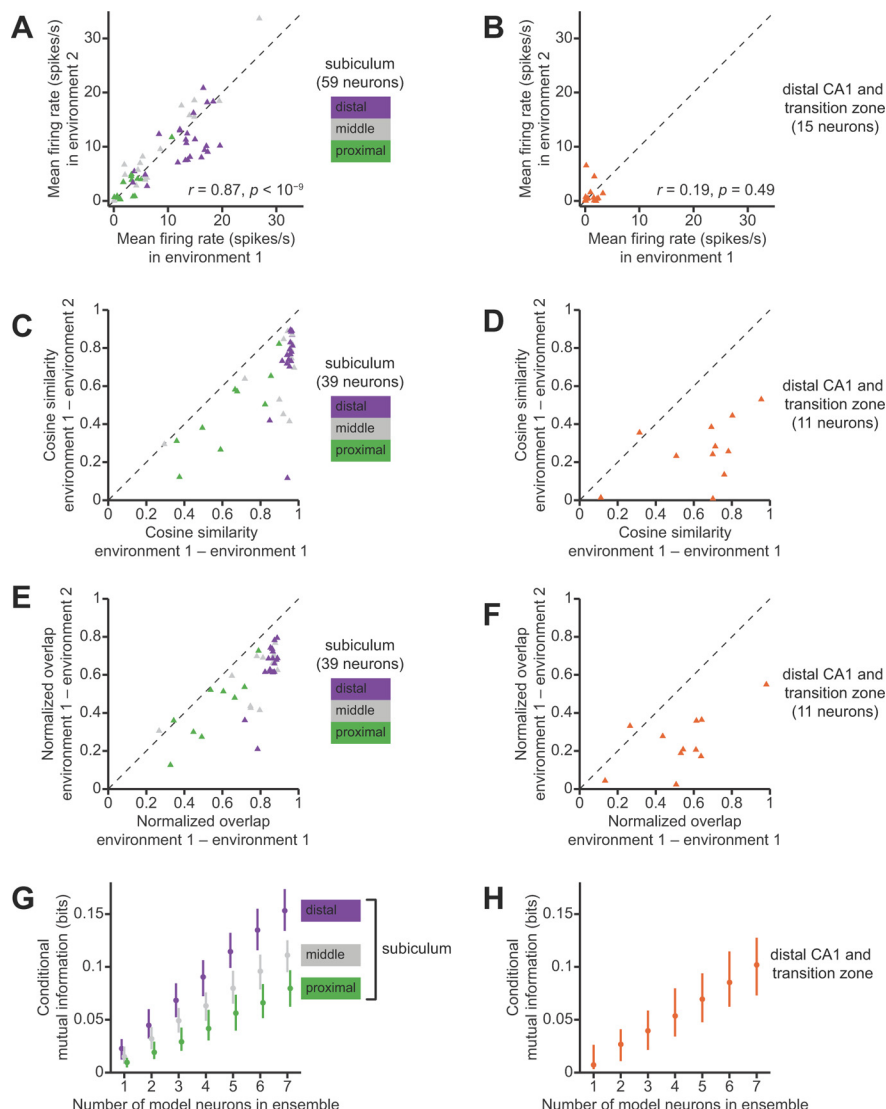 A
Mean firing rate (spikes/s)
in environment 2
30
20
10
0
r = 0.87, p < 10⁻⁹
0
10
20
30
Mean firing rate (spikes/s)
in environment 1
subiculum
(59 neurons)
distal
middle
proximal
B
Mean firing rate (spikes/s)
in environment 2
30
20
10
0
r = 0.19, p = 0.49
0
10
20
30
Mean firing rate (spikes/s)
in environment 1
distal CA1 and
transition zone
(15 neurons)
C
Cosine similarity
environment 1 – environment 2
1
0.8
0.6
0.4
0.2
0
0
0.2
0.4
0.6
0.8
1
Cosine similarity
environment 1 – environment 1
subiculum
(39 neurons)
distal
middle
proximal
D
Cosine similarity
environment 1 – environment 2
1
0.8
0.6
0.4
0.2
0
0
0.2
0.4
0.6
0.8
1
Cosine similarity
environment 1 – environment 1
distal CA1 and
transition zone
(11 neurons)
E
Normalized overlap
environment 1 – environment 2
1
0.8
0.6
0.4
0.2
0
0
0.2
0.4
0.6
0.8
1
Normalized overlap
environment 1 – environment 1
subiculum
(39 neurons)
distal
middle
proximal
F
Normalized overlap
environment 1 – environment 2
1
0.8
0.6
0.4
0.2
0
0
0.2
0.4
0.6
0.8
1
Normalized overlap
environment 1 – environment 1
distal CA1 and
transition zone
(11 neurons)
G
Conditional
mutual information (bits)
0.15
0.1
0.05
0
1
2
3
4
5
6
7
Number of model neurons in ensemble
distal
middle
proximal
subiculum
H
Conditional
mutual information (bits)
0.15
0.1
0.05
0
1
2
3
4
5
6
7
Number of model neurons in ensemble
distal CA1 and
transition zone